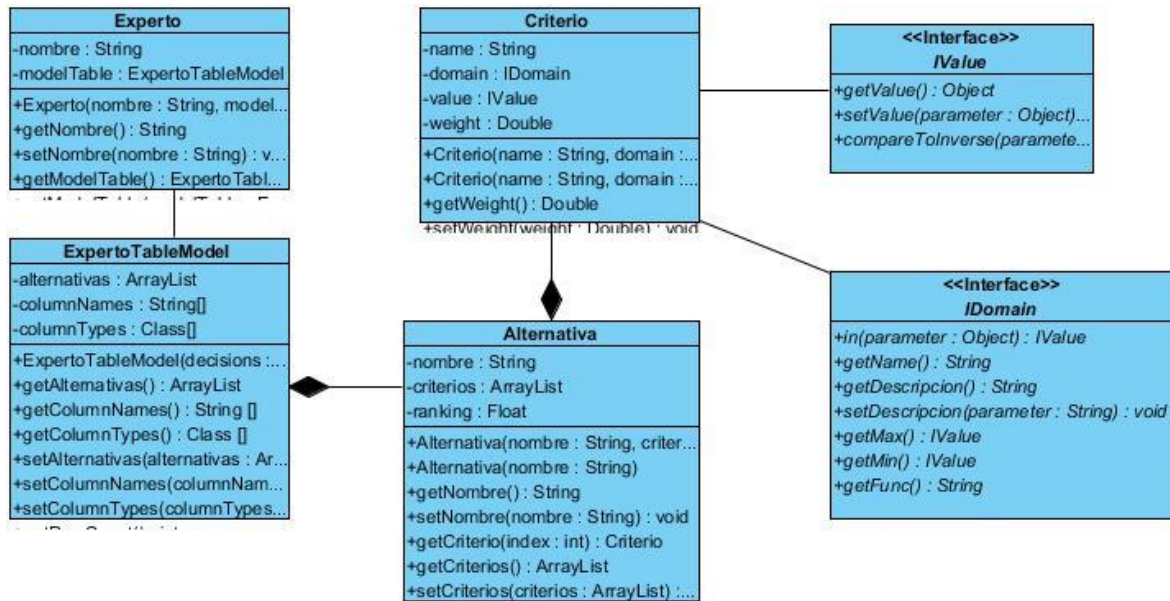 Experto
-nombre : String
-modelTable : ExpertoTableModel
+Experto(nombre : String, model...
+getNombre() : String
+setNombre(nombre : String) : v...
+getModelTable() : ExpertoTabl...
ExpertoTableModel
-alternativas : ArrayList
-columnNames : String[]
-columnTypes : Class[]
+ExpertoTableModel(decisions :...
+getAlternativas() : ArrayList
+getColumnNames() : String []
+getColumnTypes() : Class []
+setAlternativas(alternativas : Ar...
+setColumnNames(columnNam...
+setColumnTypes(columnTypes...
Criterio
-name : String
-domain : IDomain
-value : IValue
-weight : Double
+Criterio(name : String, domain :...
+Criterio(name : String, domain :...
+getWeight() : Double
+setWeight(weight : Double) : void
Alternativa
-nombre : String
-criterios : ArrayList
-ranking : Float
+Alternativa(nombre : String, criter...
+Alternativa(nombre : String)
+getNombre() : String
+setNombre(nombre : String) : void
+getCriterio(index : int) : Criterio
+getCriterios() : ArrayList
+setCriterios(criterios : ArrayList) :...
<<Interface>>
IValue
+getValue() : Object
+setValue(parameter : Object)...
+compareToInverse(paramete...
<<Interface>>
IDomain
+in(parameter : Object) : IValue
+getName() : String
+getDescripcion() : String
+setDescripcion(parameter : String) : void
+getMax() : IValue
+getMin() : IValue
+getFunc() : String